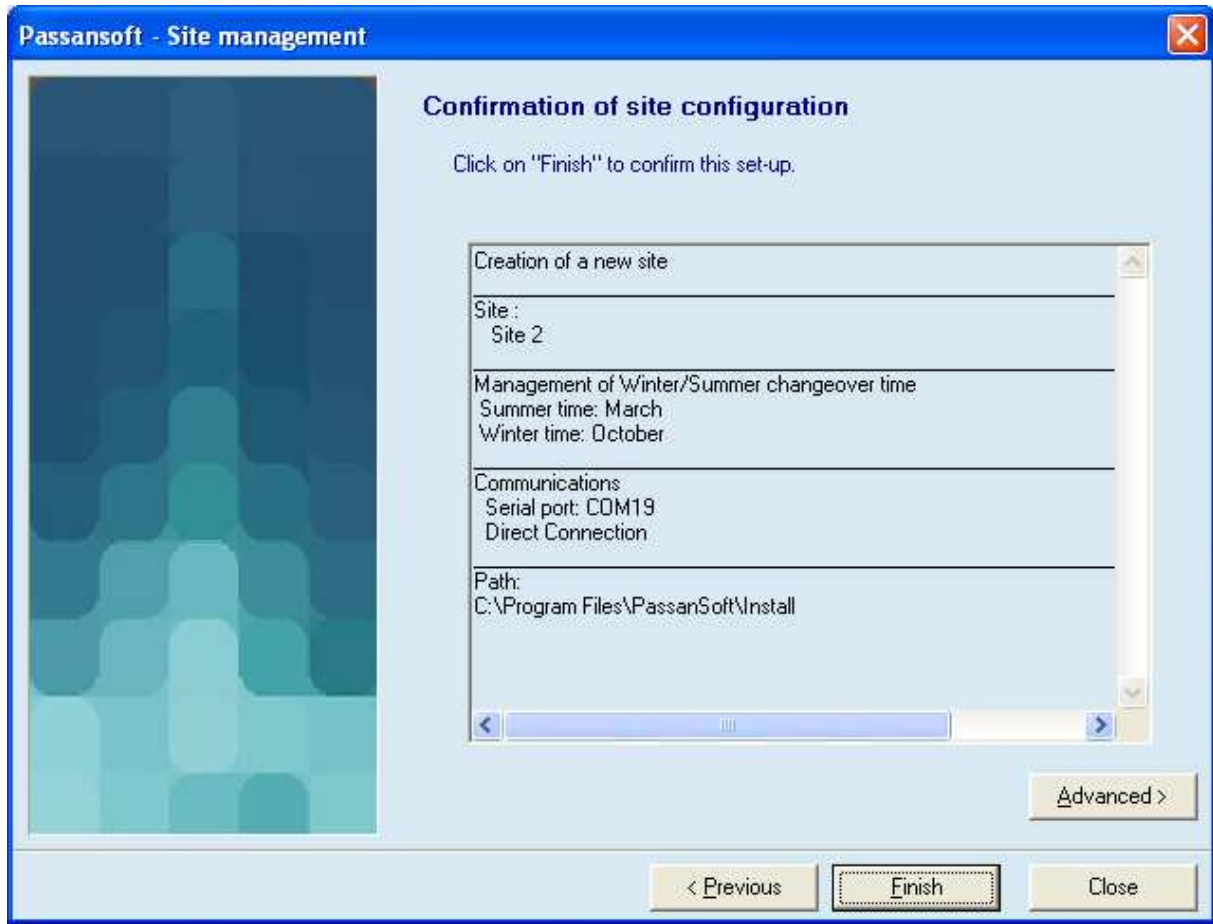 Passansoft - Site management
Confirmation of site configuration
Click on "Finish" to confirm this set-up.
Creation of a new site
Site :
Site 2
Management of Winter/Summer changeover time
Summer time: March
Winter time: October
Communications
Serial port: COM19
Direct Connection
Path:
C:\Program Files\PassanSoft\Install
Advanced >
< Previous
Finish
Close